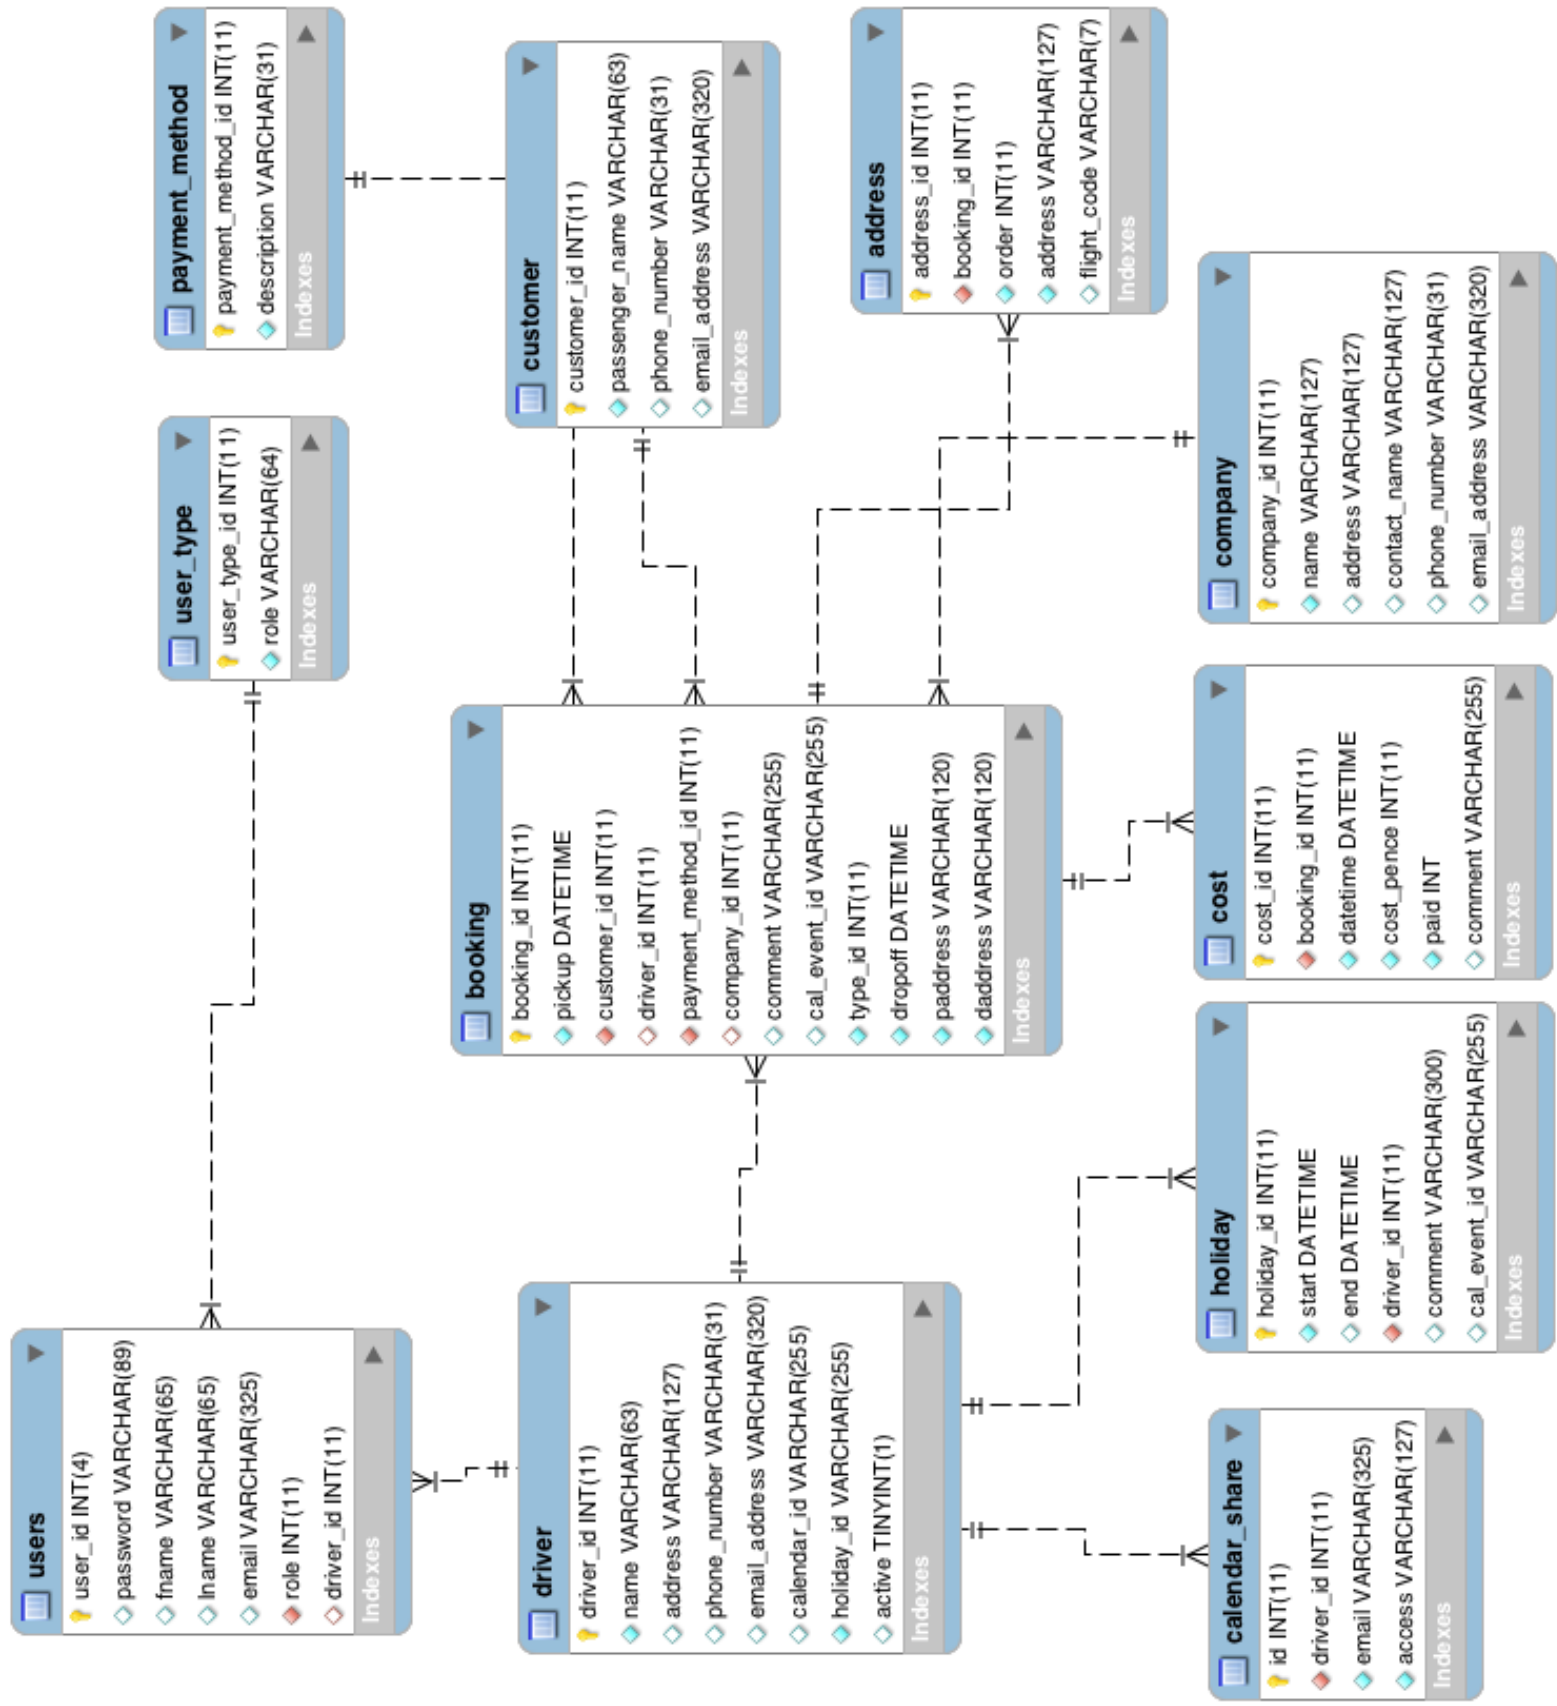 users
user_id INT(4)
password VARCHAR(89)
fname VARCHAR(65)
lname VARCHAR(65)
email VARCHAR(325)
role INT(11)
driver_id INT(11)
Indexes
user_type
user_type_id INT(11)
role VARCHAR(64)
Indexes
payment_method
payment_method_id INT(11)
description VARCHAR(31)
Indexes
driver
driver_id INT(11)
name VARCHAR(63)
address VARCHAR(127)
phone_number VARCHAR(31)
email_address VARCHAR(320)
calendar_id VARCHAR(255)
holiday_id VARCHAR(255)
active TINYINT(1)
Indexes
booking
booking_id INT(11)
pickup DATETIME
customer_id INT(11)
driver_id INT(11)
payment_method_id INT(11)
company_id INT(11)
comment VARCHAR(255)
cal_event_id VARCHAR(255)
type_id INT(11)
dropoff DATETIME
paddress VARCHAR(120)
daddress VARCHAR(120)
Indexes
customer
customer_id INT(11)
passenger_name VARCHAR(63)
phone_number VARCHAR(31)
email_address VARCHAR(320)
Indexes
address
address_id INT(11)
booking_id INT(11)
order INT(11)
address VARCHAR(127)
flight_code VARCHAR(7)
Indexes
calendar_share
id INT(11)
driver_id INT(11)
email VARCHAR(325)
access VARCHAR(127)
Indexes
holiday
holiday_id INT(11)
start DATETIME
end DATETIME
driver_id INT(11)
comment VARCHAR(300)
cal_event_id VARCHAR(255)
Indexes
cost
cost_id INT(11)
booking_id INT(11)
datetime DATETIME
cost_pence INT(11)
paid INT
comment VARCHAR(255)
Indexes
company
company_id INT(11)
name VARCHAR(127)
address VARCHAR(127)
contact_name VARCHAR(127)
phone_number VARCHAR(31)
email_address VARCHAR(320)
Indexes